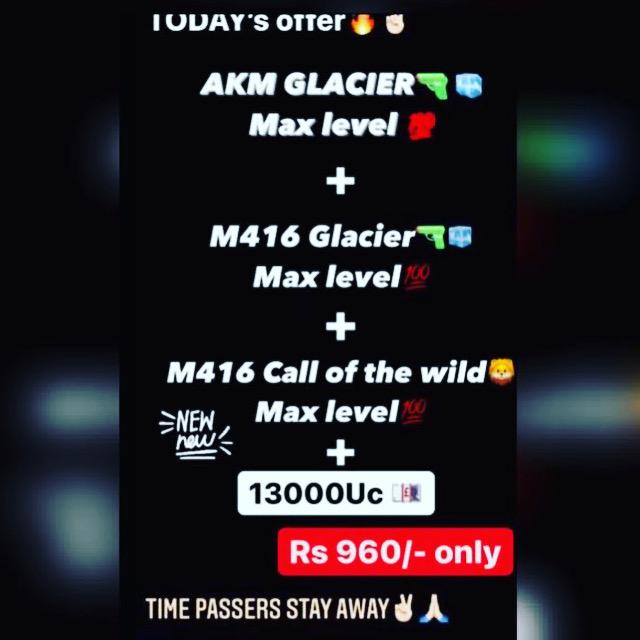 TODAY's offer🔥✊🏻
AKM GLACIER🔫🧊
Max level 💯
+
M416 Glacier🔫🧊
Max level💯
+
M416 Call of the wild🦁
Max level💯
NEW
new
+
13000Uc 💷
Rs 960/- only
TIME PASSERS STAY AWAY✌🏻🙏🏻